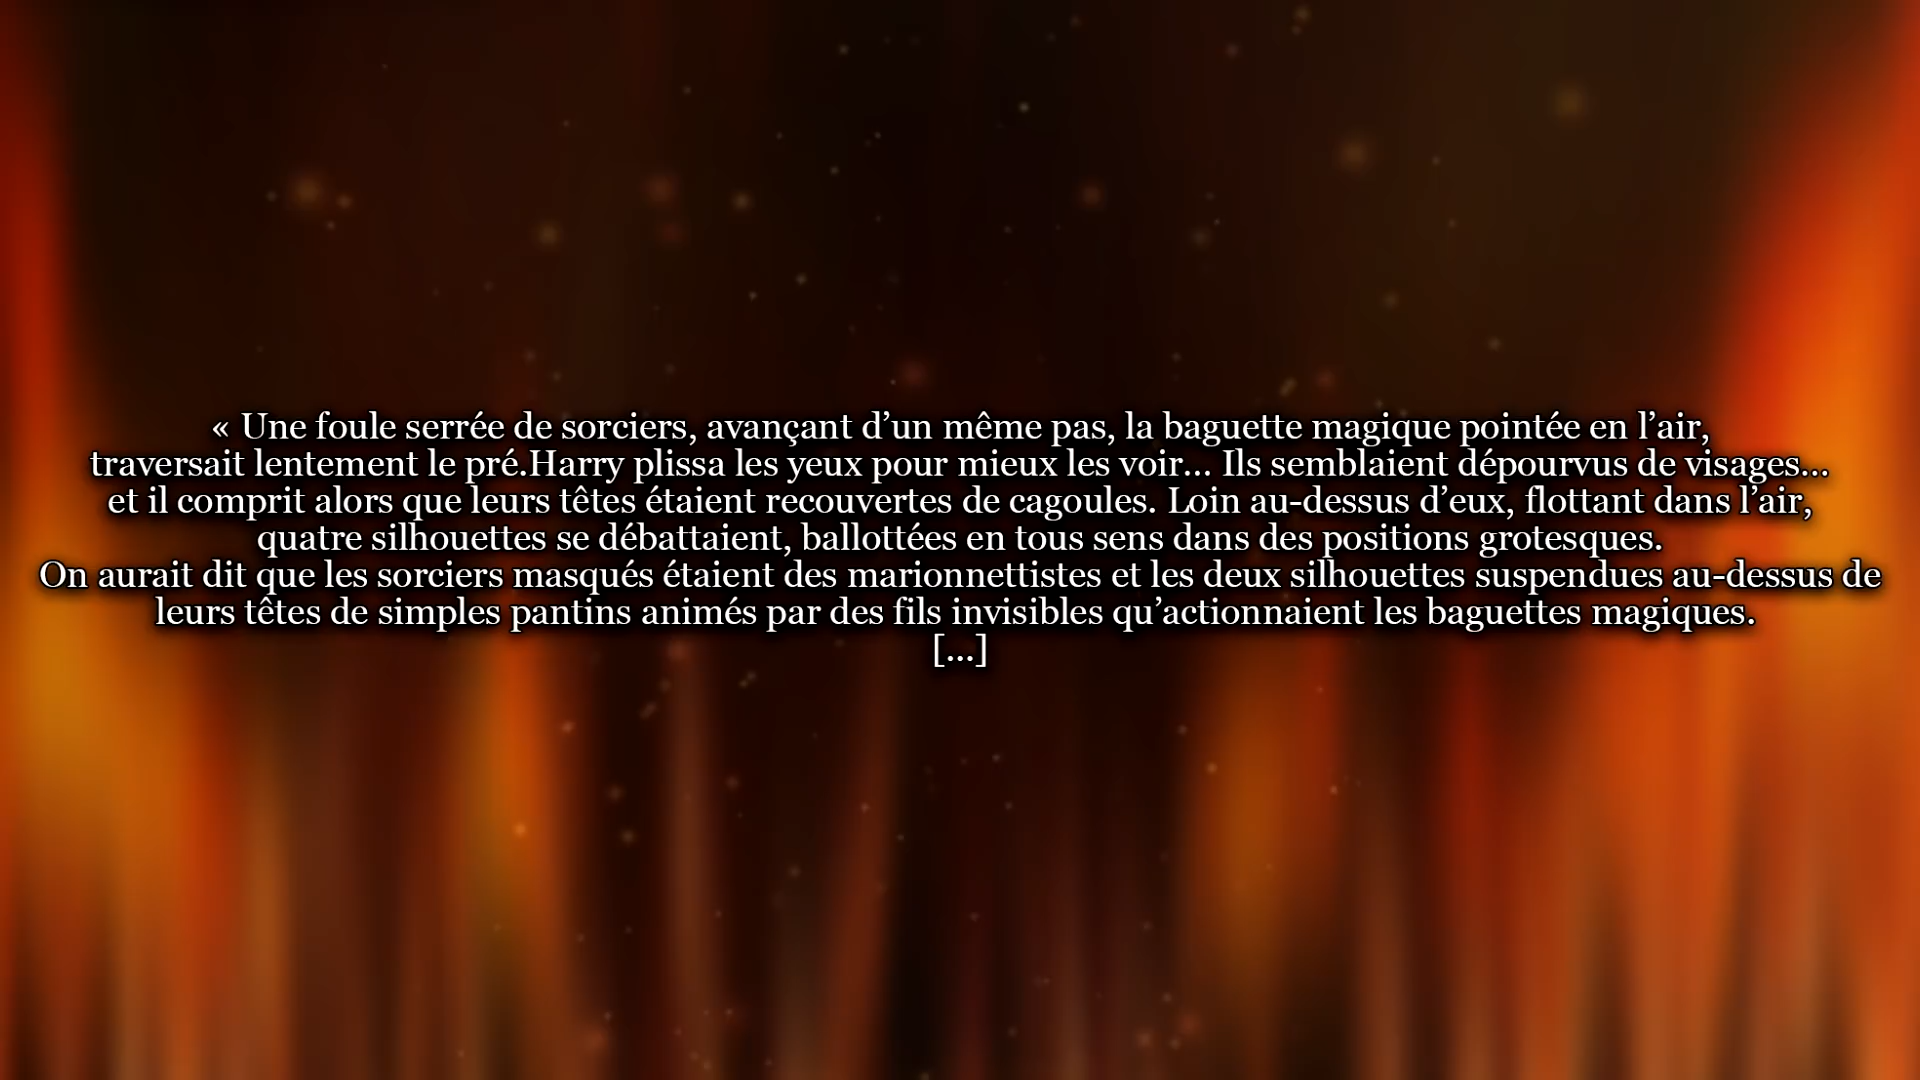 « Une foule serrée de sorciers, avançant d’un même pas, la baguette magique pointée en l’air,
traversait lentement le pré.Harry plissa les yeux pour mieux les voir... Ils semblaient dépourvus de visages...
et il comprit alors que leurs têtes étaient recouvertes de cagoules. Loin au-dessus d’eux, flottant dans l’air,
quatre silhouettes se débattaient, ballottées en tous sens dans des positions grotesques.
On aurait dit que les sorciers masqués étaient des marionnettistes et les deux silhouettes suspendues au-dessus de
leurs têtes de simples pantins animés par des fils invisibles qu’actionnaient les baguettes magiques.
[...]